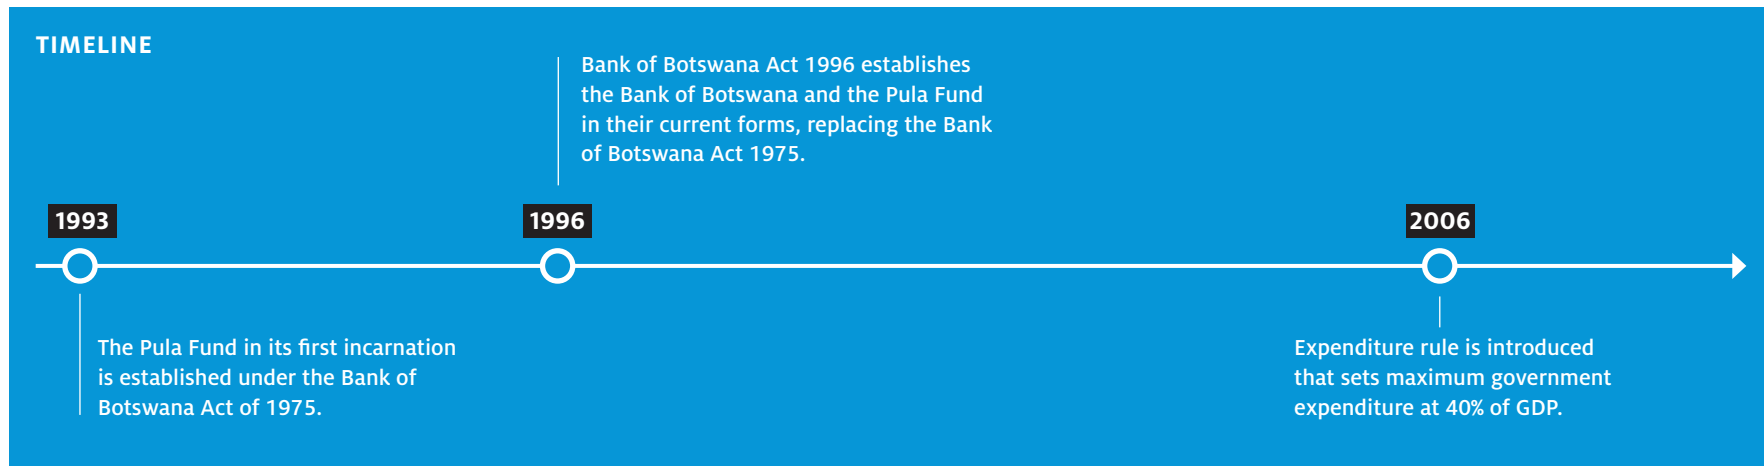 TIMELINE
Bank of Botswana Act 1996 establishes
the Bank of Botswana and the Pula Fund
in their current forms, replacing the Bank
of Botswana Act 1975.
1993
1996
2006
The Pula Fund in its first incarnation
is established under the Bank of
Botswana Act of 1975.
Expenditure rule is introduced
that sets maximum government
expenditure at 40% of GDP.